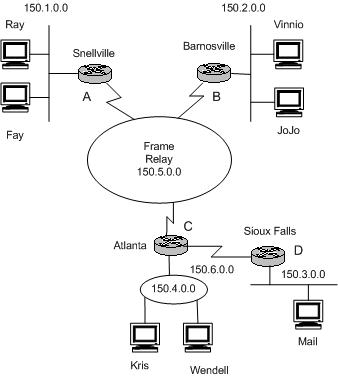 150.1.0.0
150.2.0.0
Ray
Vinnio
Snellville
Barnosville
A
B
Fay
JoJo
Frame
Relay
150.5.0.0
C
Sioux Falls
Atlanta
D
150.6.0.0
150.3.0.0
150.4.0.0
Mail
Kris
Wendell